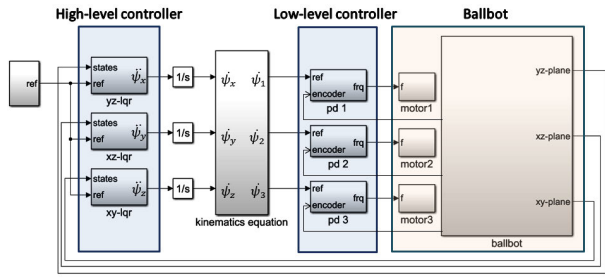 High-level controller
Low-level controller
Ballbot
ref
states
ref
ψ̈ₓ
yz-lqr
1/s
states
ref
ψ̈ᵧ
xz-lqr
1/s
states
ref
ψ̈_z
xy-lqr
1/s
ψ̇ₓ ψ̇₁
ψ̇ᵧ ψ̇₂
ψ̇_z ψ̇₃
kinematics equation
ref
frq
encoder
pd 1
ref
frq
encoder
pd 2
ref
frq
encoder
pd 3
f
motor1
f
motor2
f
motor3
ballbot
yz-plane
xz-plane
xy-plane